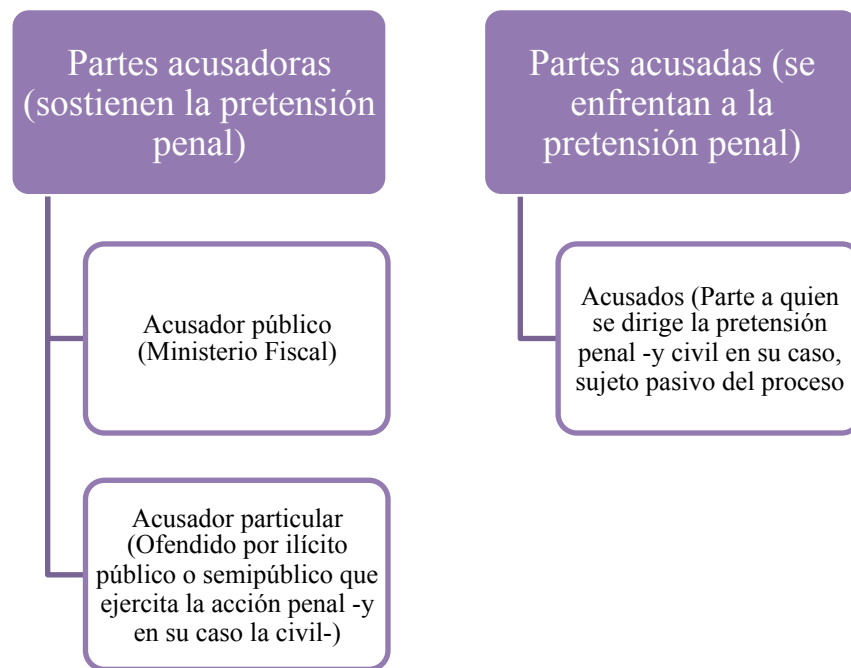 Partes acusadoras
(sostienen la pretensión
penal)
Acusador público
(Ministerio Fiscal)
Acusador particular
(Ofendido por ilícito
público o semipúblico que
ejercita la acción penal -y
en su caso la civil-)
Partes acusadas (se
enfrentan a la
pretensión penal)
Acusados (Parte a quien
se dirige la pretensión
penal -y civil en su caso,
sujeto pasivo del proceso